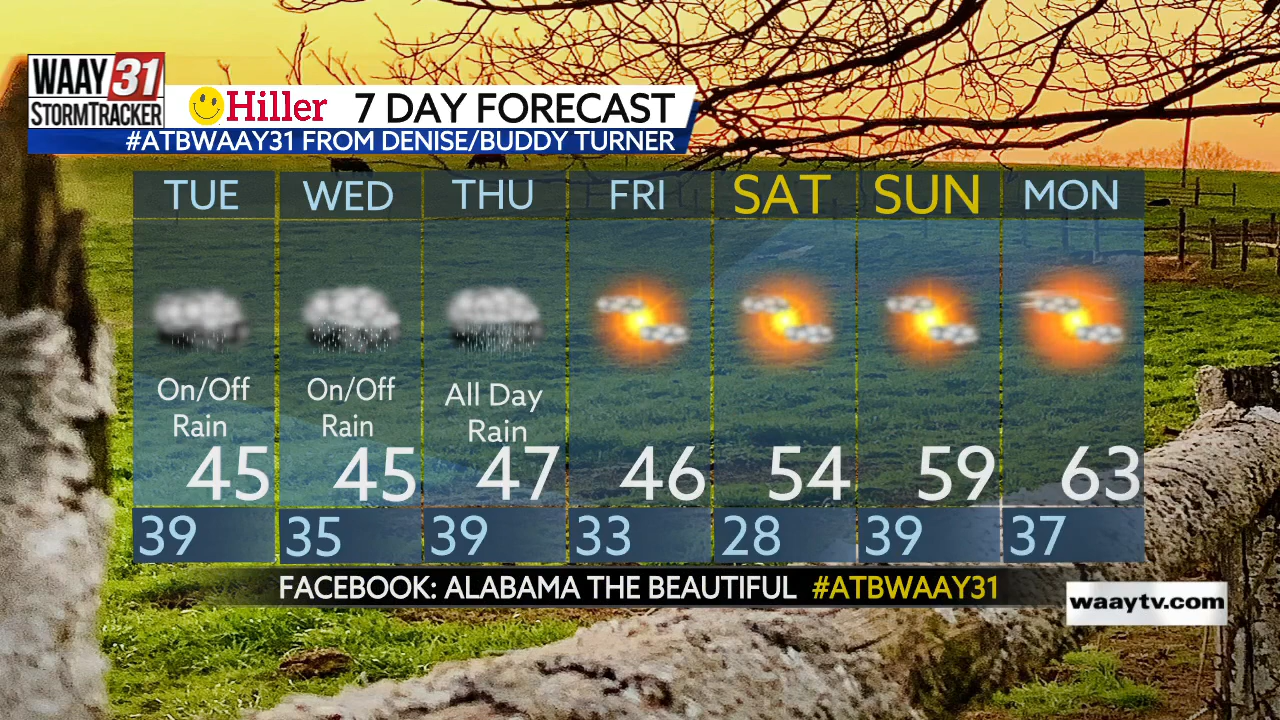 WAAY 31
STORMTRACKER
Hiller
7 DAY FORECAST
#ATBWAAY31 FROM DENISE/BUDDY TURNER
TUE WED THU FRI SAT SUN MON
On/Off
Rain
On/Off
Rain
All Day
Rain
45 45 47 46 54 59 63
39 35 39 33 28 39 37
FACEBOOK: ALABAMA THE BEAUTIFUL #ATBWAAY31
waaytv.com